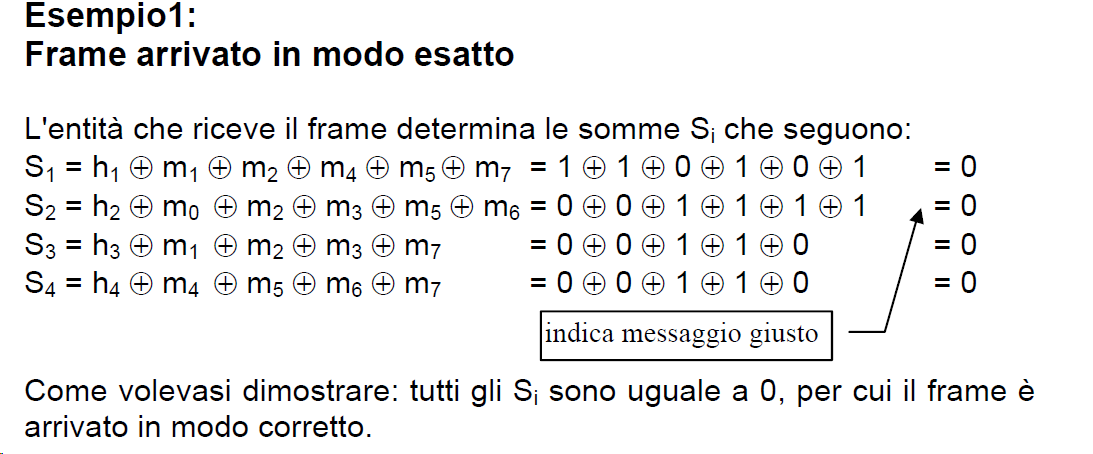 Esempio1:
Frame arrivato in modo esatto
L'entità che riceve il frame determina le somme Sᵢ che seguono:
S₁ = h₁ ⊕ m₁ ⊕ m₂ ⊕ m₄ ⊕ m₅ ⊕ m₇ = 1 ⊕ 1 ⊕ 0 ⊕ 1 ⊕ 0 ⊕ 1 = 0
S₂ = h₂ ⊕ m₀ ⊕ m₂ ⊕ m₃ ⊕ m₅ ⊕ m₆ = 0 ⊕ 0 ⊕ 1 ⊕ 1 ⊕ 1 ⊕ 1 = 0
S₃ = h₃ ⊕ m₁ ⊕ m₂ ⊕ m₃ ⊕ m₇ = 0 ⊕ 0 ⊕ 1 ⊕ 1 ⊕ 0 = 0
S₄ = h₄ ⊕ m₄ ⊕ m₅ ⊕ m₆ ⊕ m₇ = 0 ⊕ 0 ⊕ 1 ⊕ 1 ⊕ 0 = 0
indica messaggio giusto
Come volevasi dimostrare: tutti gli Sᵢ sono uguale a 0, per cui il frame è
arrivato in modo corretto.